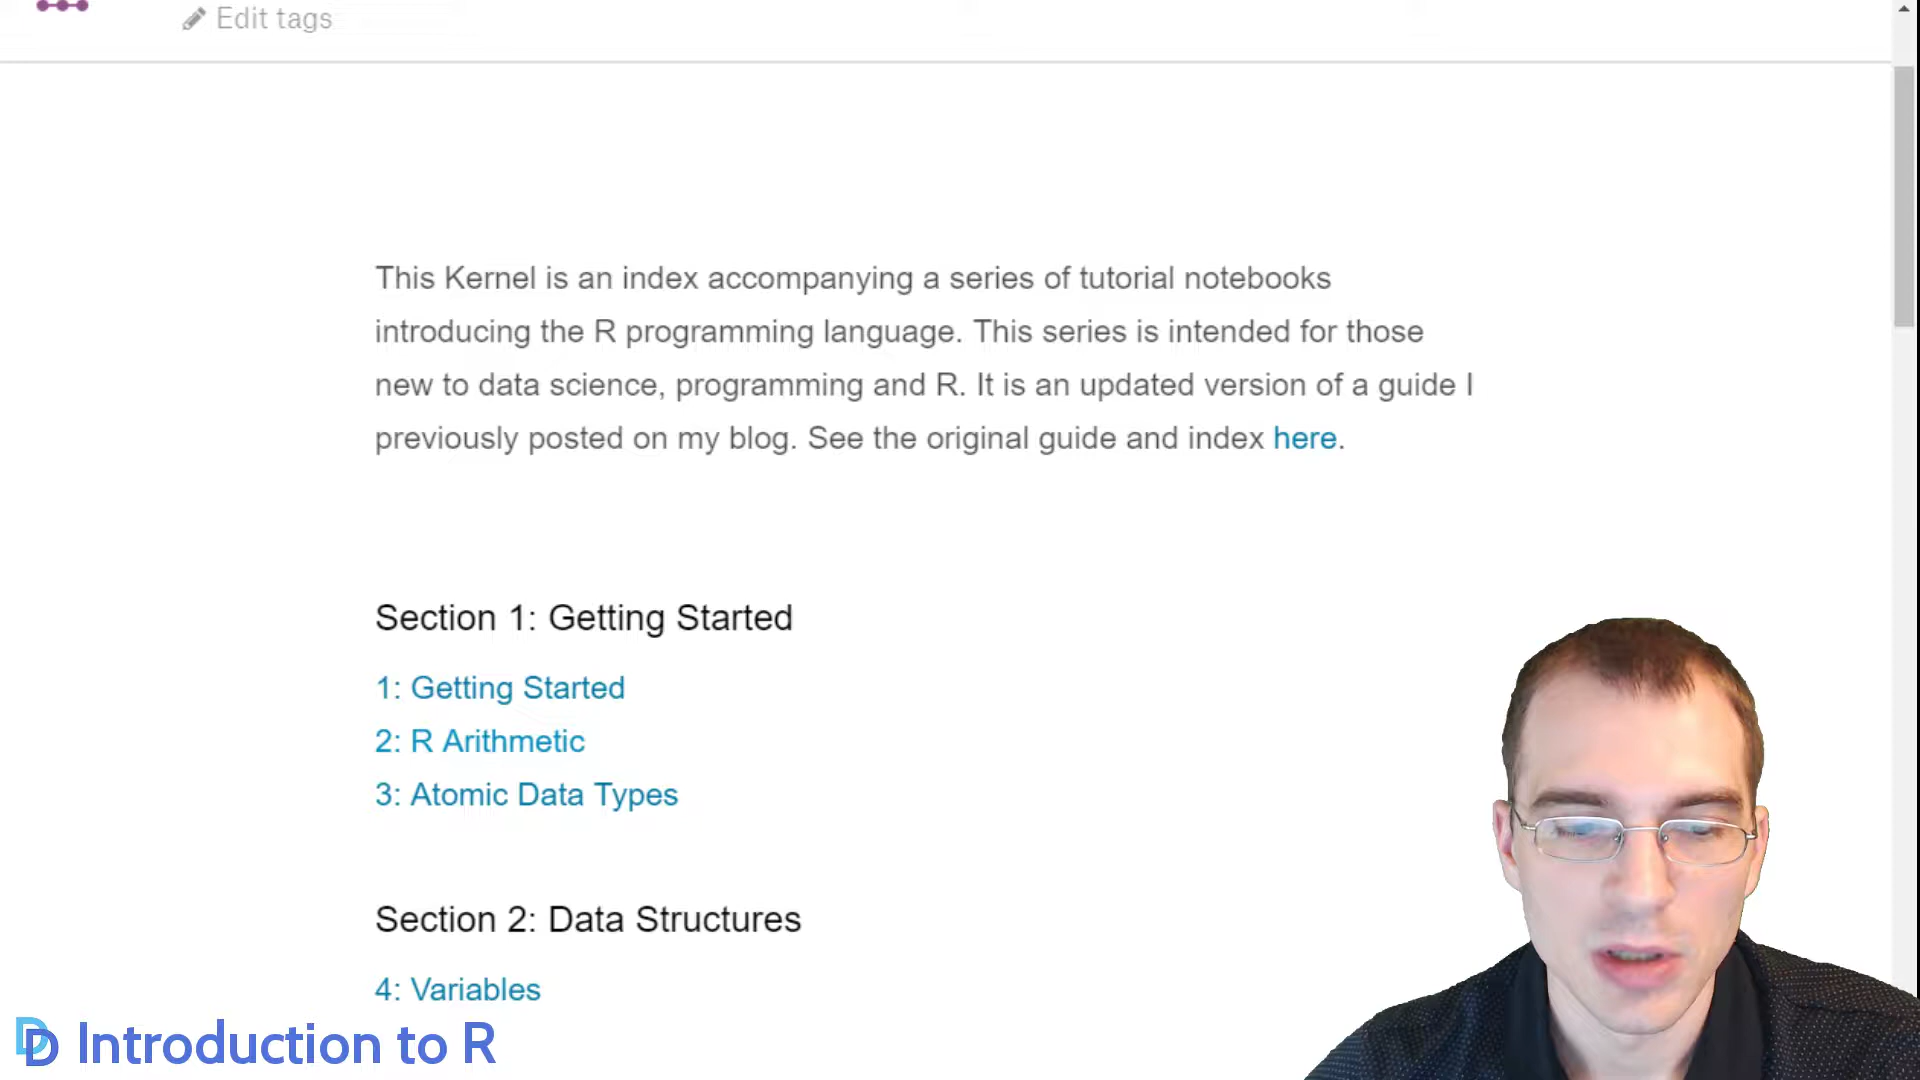 Edit tags
This Kernel is an index accompanying a series of tutorial notebooks
introducing the R programming language. This series is intended for those
new to data science, programming and R. It is an updated version of a guide I
previously posted on my blog. See the original guide and index here.
Section 1: Getting Started
1: Getting Started
2: R Arithmetic
3: Atomic Data Types
Section 2: Data Structures
4: Variables
DD Introduction to R